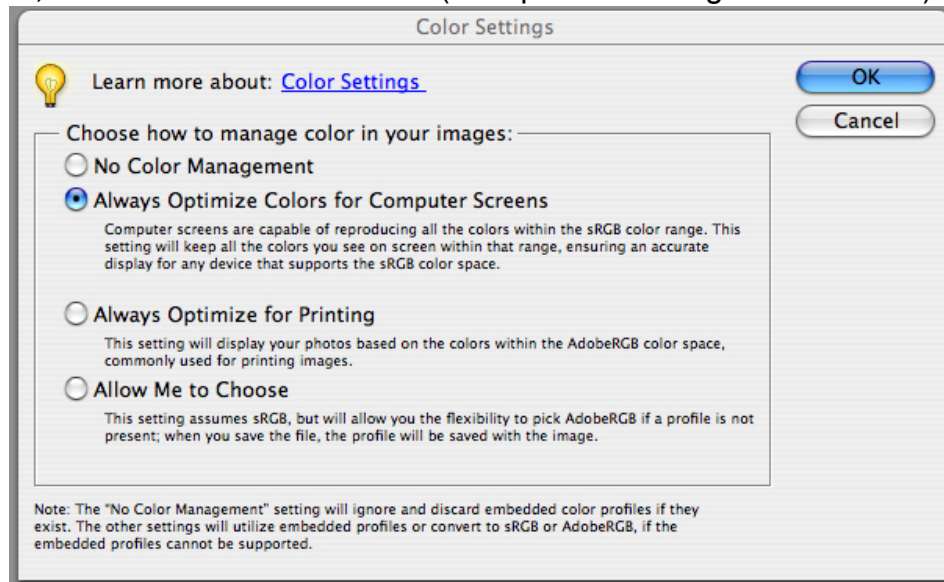 Color Settings
Learn more about: Color Settings
OK
Cancel
Choose how to manage color in your images:
No Color Management
Always Optimize Colors for Computer Screens
Computer screens are capable of reproducing all the colors within the sRGB color range. This
setting will keep all the colors you see on screen within that range, ensuring an accurate
display for any device that supports the sRGB color space.
Always Optimize for Printing
This setting will display your photos based on the colors within the AdobeRGB color space,
commonly used for printing images.
Allow Me to Choose
This setting assumes sRGB, but will allow you the flexibility to pick AdobeRGB if a profile is not
present; when you save the file, the profile will be saved with the image.
Note: The "No Color Management" setting will ignore and discard embedded color profiles if they
exist. The other settings will utilize embedded profiles or convert to sRGB or AdobeRGB, if the
embedded profiles cannot be supported.